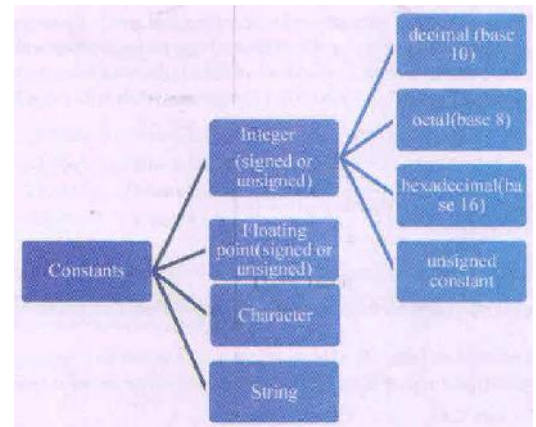 Constants
Integer
(signed or
unsigned)
Floating
point(signed or
unsigned)
Character
String
decimal (base
10)
octal(base 8)
hexadecimal(ba
se 16)
unsigned
constant